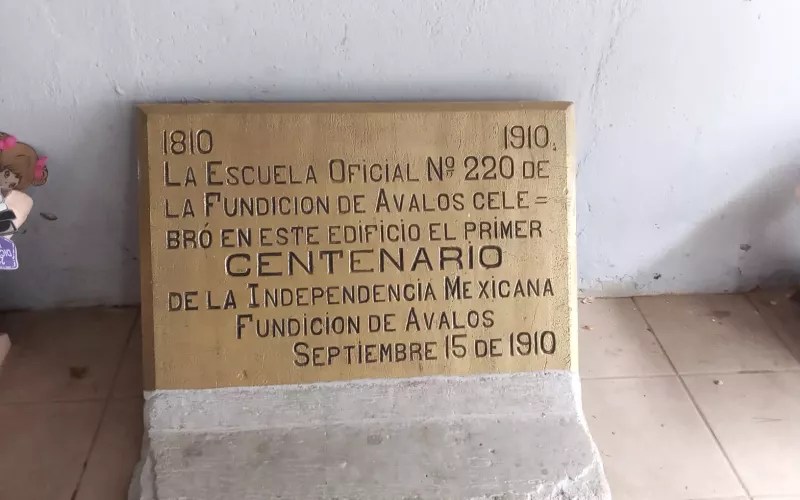 1810 1910.
LA ESCUELA OFICIAL Nº 220 DE
LA FUNDICION DE AVALOS CELE=
BRÓ EN ESTE EDIFICIO EL PRIMER
CENTENARIO
DE LA INDEPENDENCIA MEXICANA
FUNDICION DE AVALOS
SEPTIEMBRE 15 DE 1910